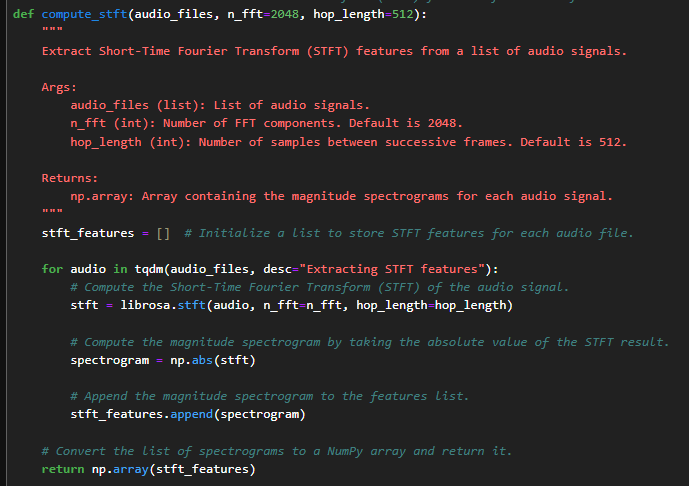 def compute_stft(audio_files, n_fft=2048, hop_length=512):
    """
    Extract Short-Time Fourier Transform (STFT) features from a list of audio signals.

    Args:
        audio_files (list): List of audio signals.
        n_fft (int): Number of FFT components. Default is 2048.
        hop_length (int): Number of samples between successive frames. Default is 512.

    Returns:
        np.array: Array containing the magnitude spectrograms for each audio signal.
    """
    stft_features = []  # Initialize a list to store STFT features for each audio file.

    for audio in tqdm(audio_files, desc="Extracting STFT features"):
        # Compute the Short-Time Fourier Transform (STFT) of the audio signal.
        stft = librosa.stft(audio, n_fft=n_fft, hop_length=hop_length)

        # Compute the magnitude spectrogram by taking the absolute value of the STFT result.
        spectrogram = np.abs(stft)

        # Append the magnitude spectrogram to the features list.
        stft_features.append(spectrogram)

    # Convert the list of spectrograms to a NumPy array and return it.
    return np.array(stft_features)